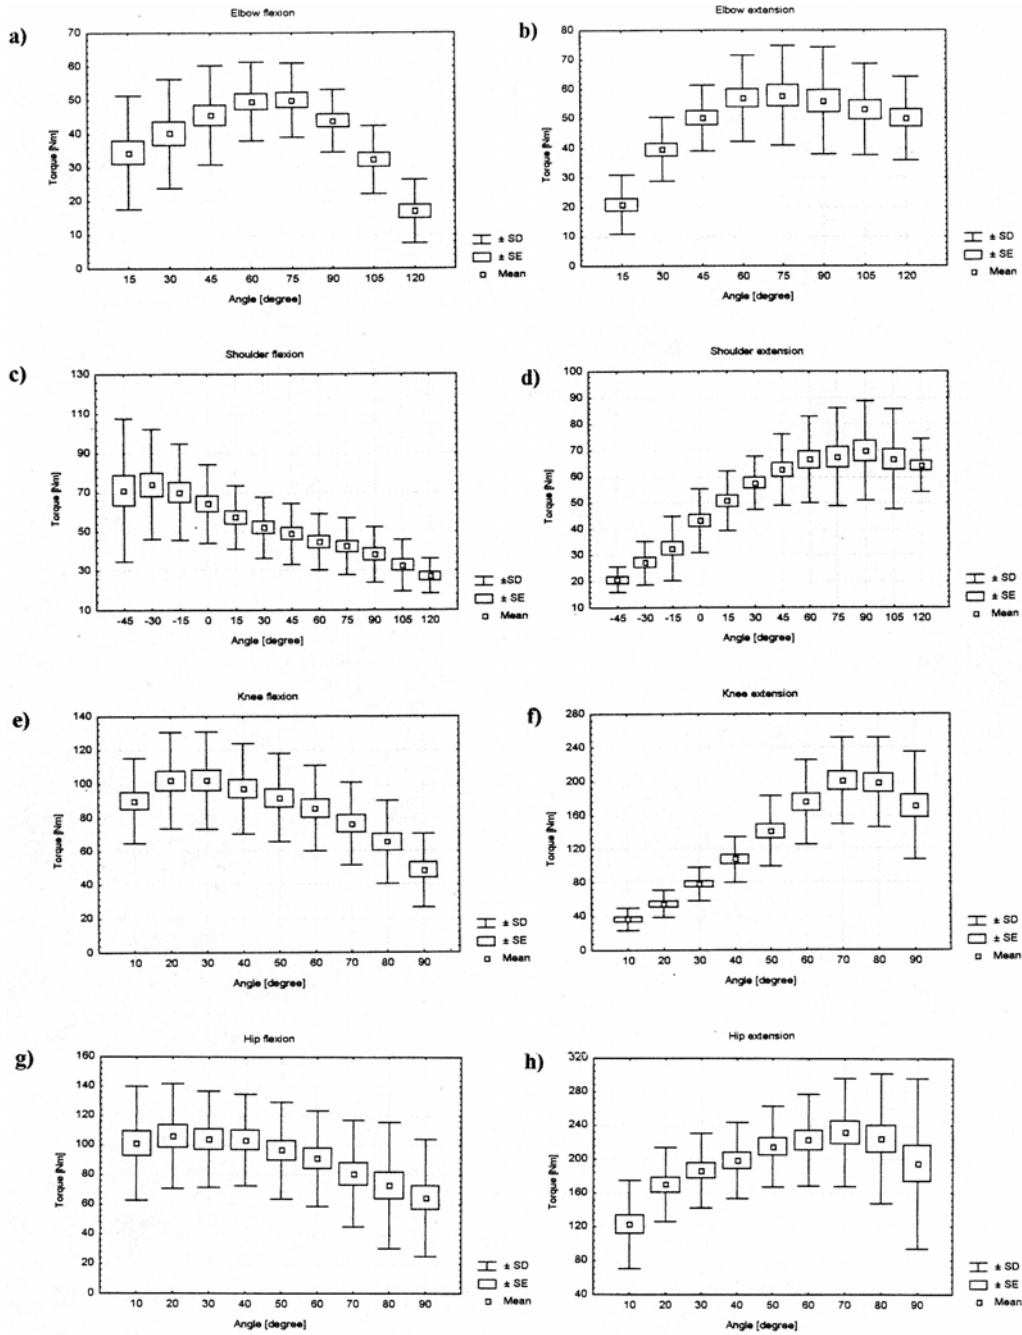 a)
Elbow flexion
Torque [Nm]
70
60
50
40
30
20
10
0
15 30 45 60 75 90 105 120
Angle [degree]
± SD
± SE
Mean
b)
Elbow extension
Torque [Nm]
80
70
60
50
40
30
20
10
0
15 30 45 60 75 90 105 120
Angle [degree]
± SD
± SE
Mean
c)
Shoulder flexion
Torque [Nm]
130
110
90
70
50
30
10
-45 -30 -15 0 15 30 45 60 75 90 105 120
Angle [degree]
±SD
± SE
Mean
d)
Shoulder extension
Torque [Nm]
100
90
80
70
60
50
40
30
20
10
-45 -30 -15 0 15 30 45 60 75 90 105 120
Angle [degree]
± SD
± SE
Mean
e)
Knee flexion
Torque [Nm]
140
120
100
80
60
40
20
0
10 20 30 40 50 60 70 80 90
Angle [degree]
± SD
± SE
Mean
f)
Knee extension
Torque [Nm]
280
240
200
160
120
80
40
0
10 20 30 40 50 60 70 80 90
Angle [degree]
± SD
± SE
Mean
g)
Hip flexion
Torque [Nm]
160
140
120
100
80
60
40
20
0
10 20 30 40 50 60 70 80 90
Angle [degree]
± SD
± SE
Mean
h)
Hip extension
Torque [Nm]
320
280
240
200
160
120
80
40
10 20 30 40 50 60 70 80 90
Angle [degree]
± SD
± SE
Mean